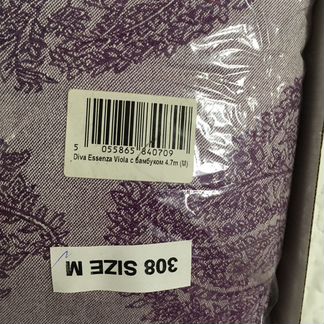 5 055865 840709
Diva Essenza Viola с бамбуком 4.7m (M)
308 SIZE M